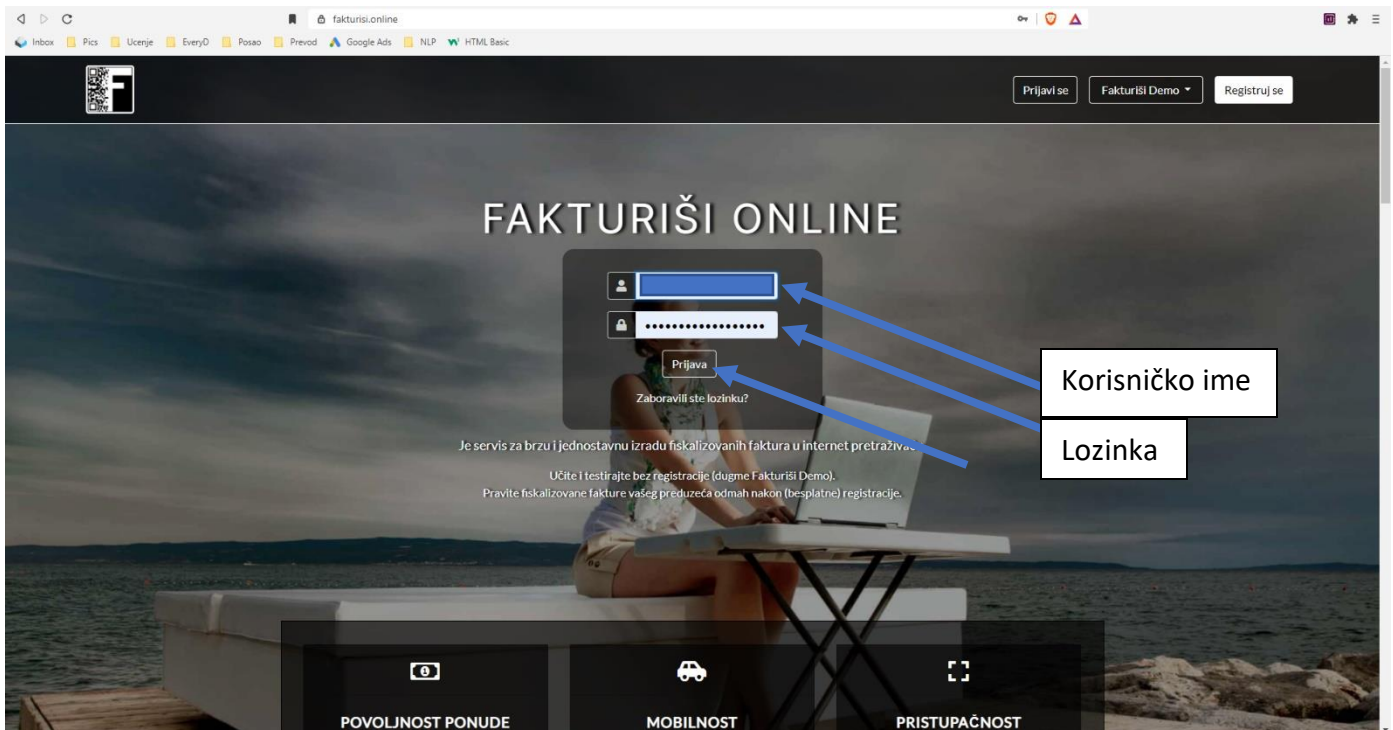 fakturisi.online
Inbox Pics Ucenje EveryD Posao Prevod Google Ads NLP HTML Basic
F
Prijavi se Fakturiši Demo Registruj se
FAKTURIŠI ONLINE
Prijava
Korisničko ime
Zaboravili ste lozinku?
Lozinka
Je servis za brzu i jednostavnu izradu fiskalizovanih faktura u internet
Učite i testirajte bez registracije (dugme Fakturiši Demo).
Pravite fiskalizovane fakture vašeg preduzeća odmah nakon (besplatne) registracije.
POVOLJNOST PONUDE MOBILNOST PRISTUPAČNOST